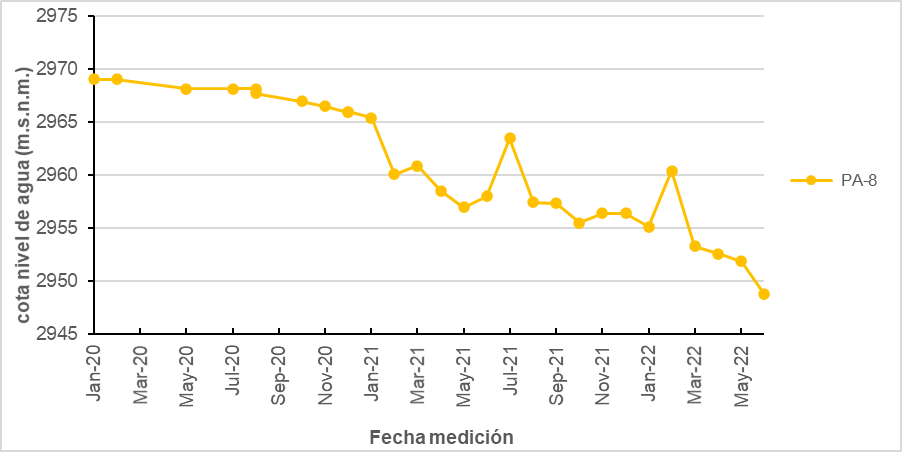 2975
2970
2965
2960
2955
2950
2945
cota nivel de agua (m.s.n.m.)
Jan-20
Mar-20
May-20
Jul-20
Sep-20
Nov-20
Jan-21
Mar-21
May-21
Jul-21
Sep-21
Nov-21
Jan-22
Mar-22
May-22
Fecha medición
PA-8